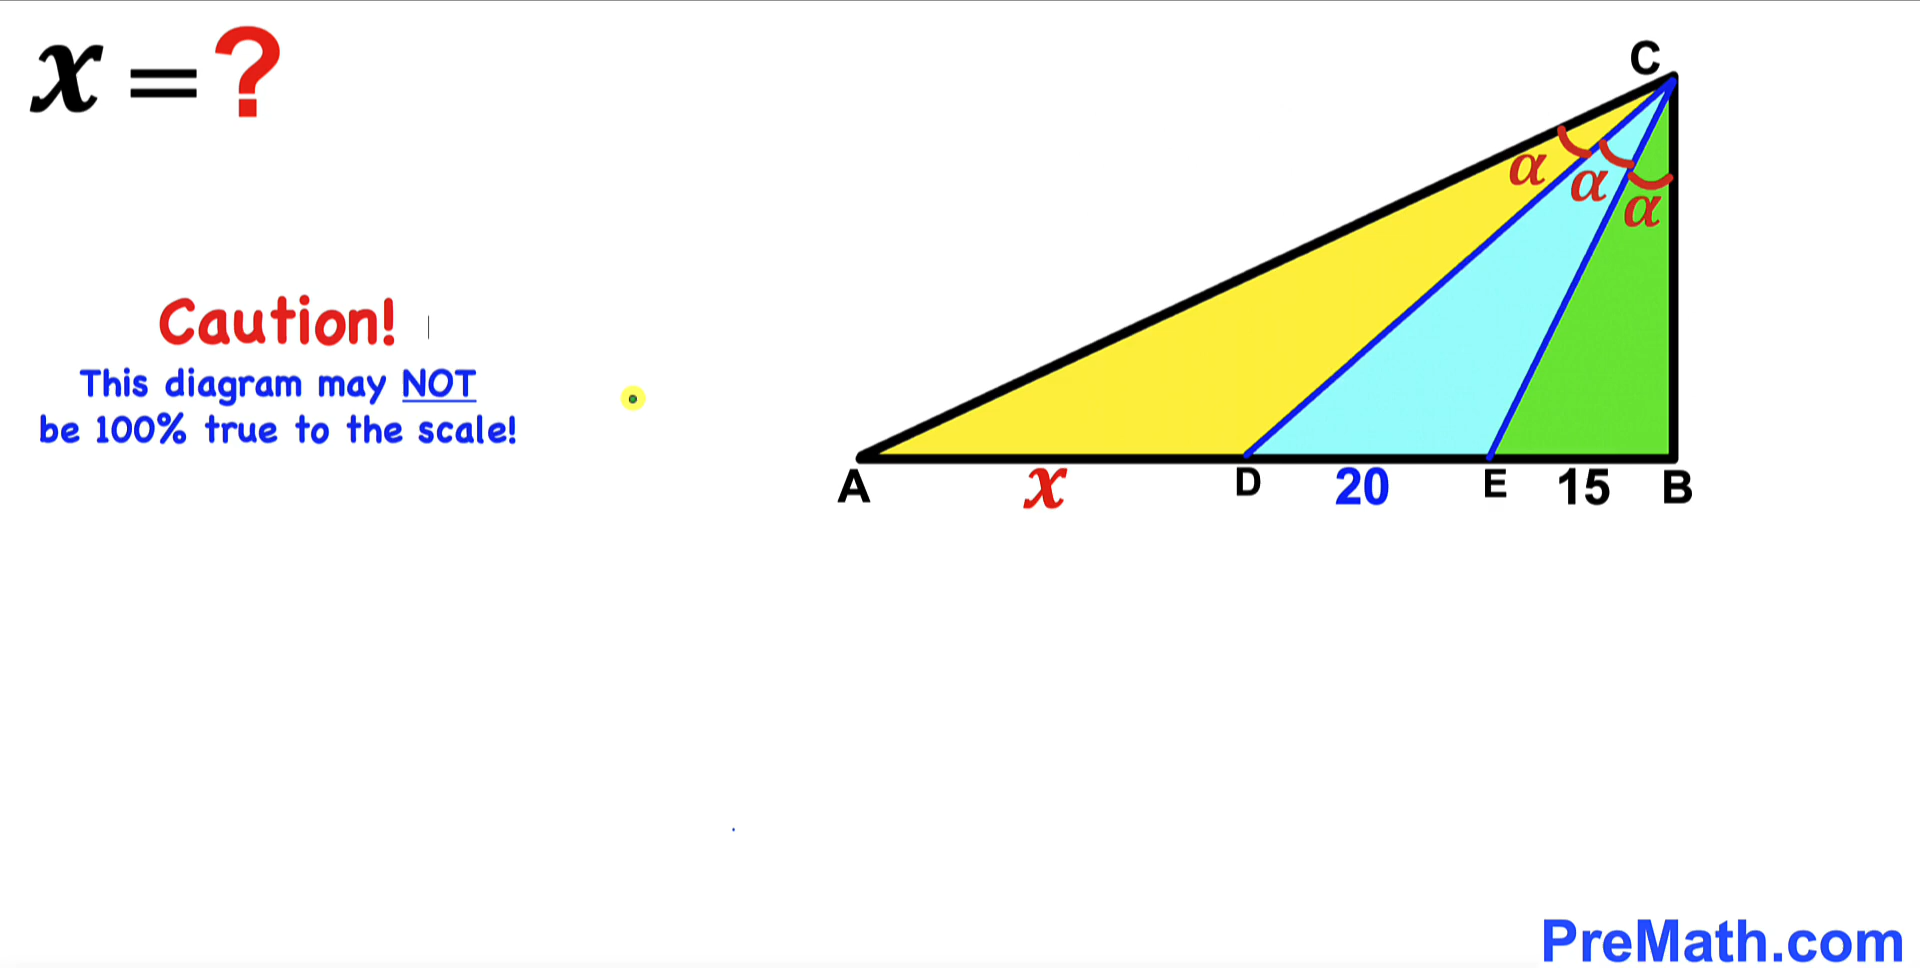 x = ?
C
α
α
α
Caution!
This diagram may NOT
be 100% true to the scale!
A
x
D
20
E
15
B
PreMath.com